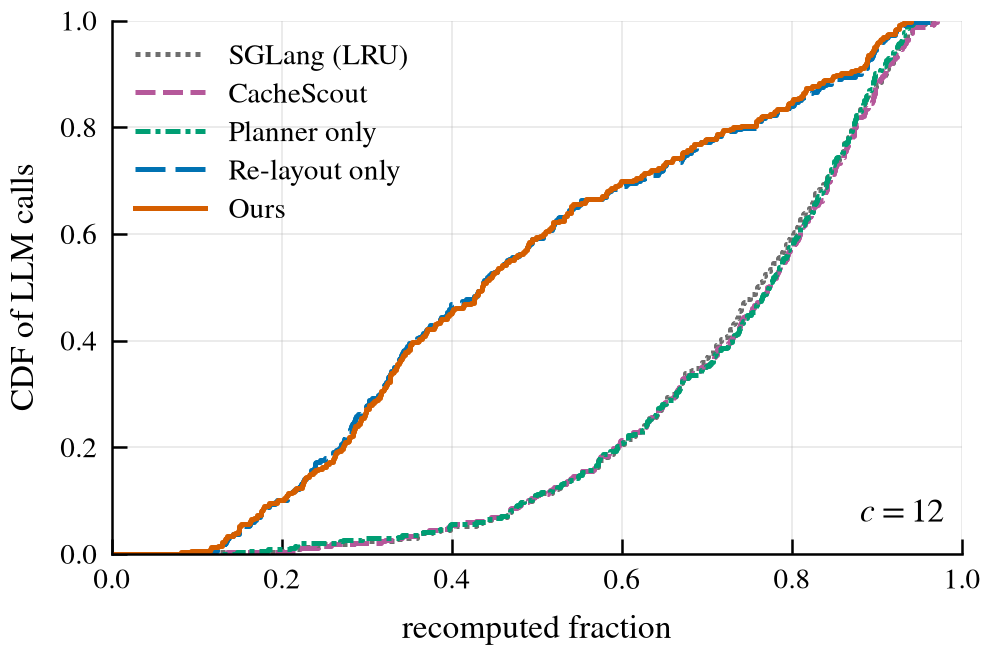 CDF of LLM calls
1.0
0.8
0.6
0.4
0.2
0.0
SGLang (LRU)
CacheScout
Planner only
Re-layout only
Ours
c = 12
0.0 0.2 0.4 0.6 0.8 1.0
recomputed fraction